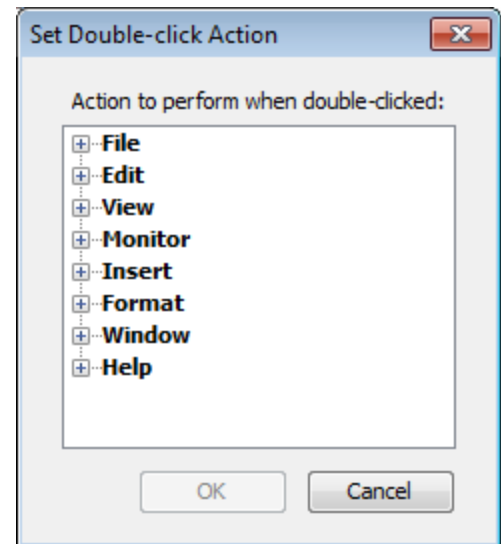 Set Double-click Action
Action to perform when double-clicked:
File
Edit
View
Monitor
Insert
Format
Window
Help
OK Cancel